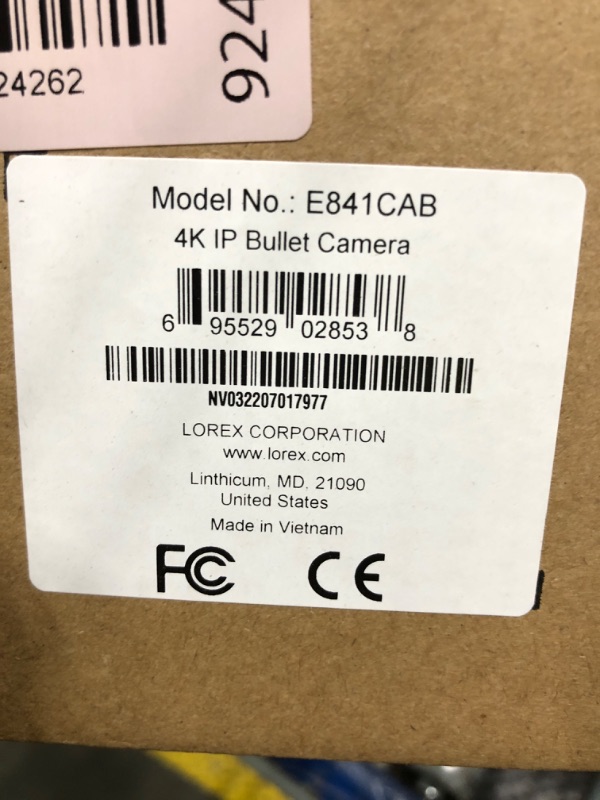 24262
924
Model No.: E841CAB
4K IP Bullet Camera
6 95529 02853 8
NV032207017977
LOREX CORPORATION
www.lorex.com
Linthicum, MD, 21090
United States
Made in Vietnam
FC CE